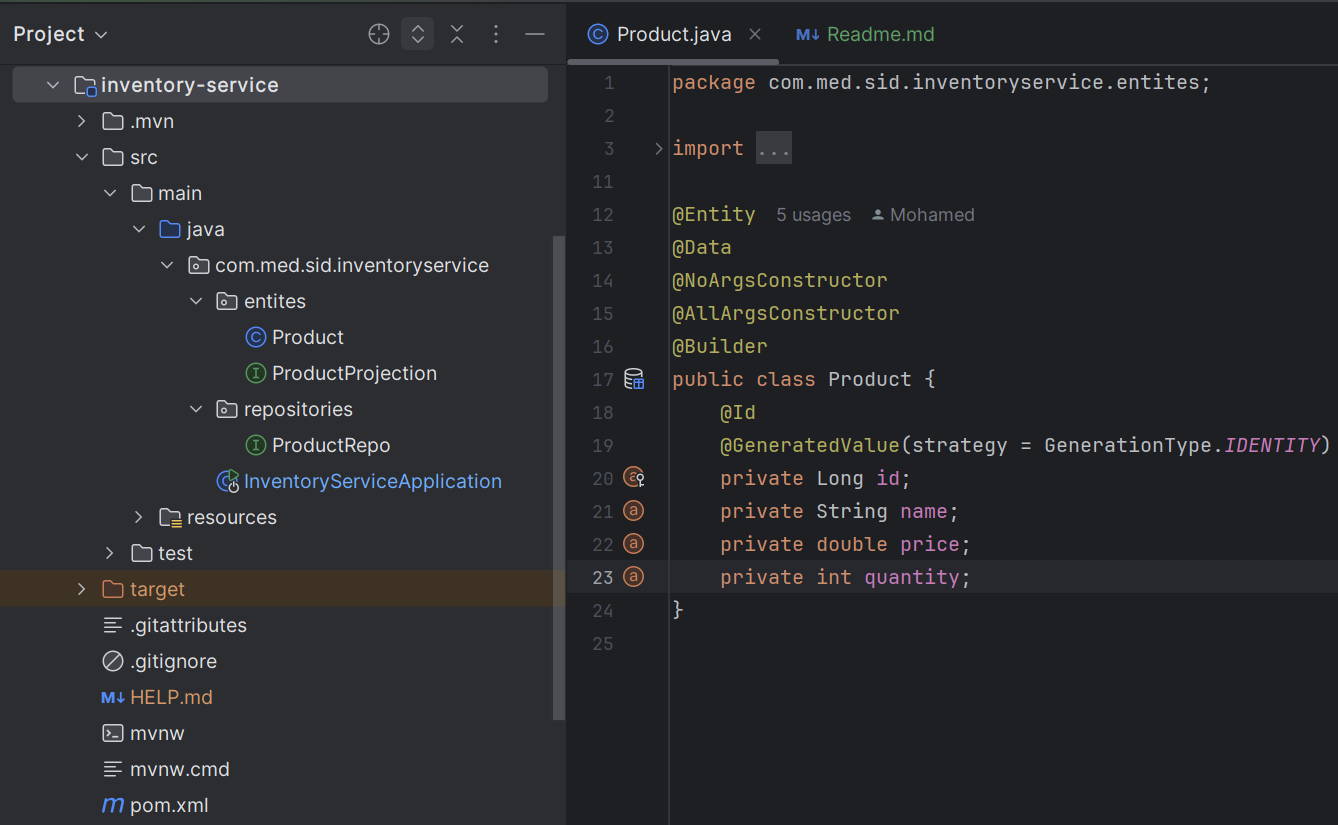 Project
inventory-service
.mvn
src
main
java
com.med.sid.inventoryservice
entites
Product
ProductProjection
repositories
ProductRepo
InventoryServiceApplication
resources
test
target
.gitattributes
.gitignore
M↓ HELP.md
mvnw
mvnw.cmd
m pom.xml
Product.java
M↓ Readme.md
1 package com.med.sid.inventoryservice.entites;
2
3 import ...
11
12 @Entity 5 usages Mohamed
13 @Data
14 @NoArgsConstructor
15 @AllArgsConstructor
16 @Builder
17 public class Product {
18 @Id
19 @GeneratedValue(strategy = GenerationType.IDENTITY)
20 private Long id;
21 private String name;
22 private double price;
23 private int quantity;
24 }
25